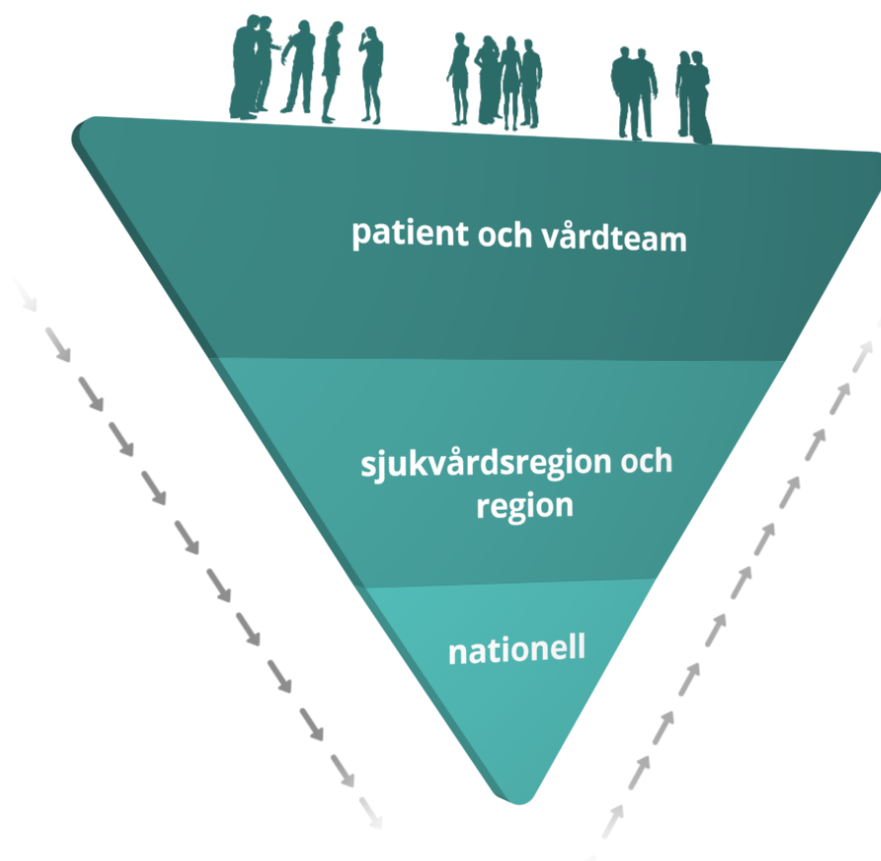 patient och vårdteam
sjukvårdsregion och
region
nationell